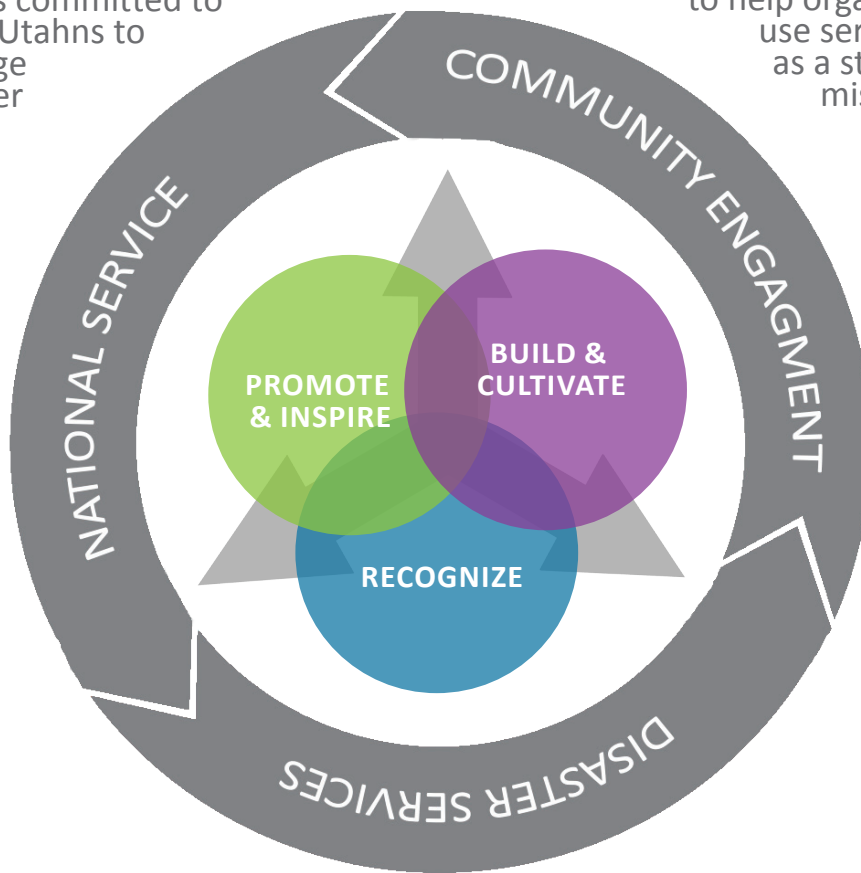 s committed to
Utahns to
ge
er
to help orga
use ser
as a st
mis
COMMUNITY ENGAGMENT
NATIONAL SERVICE
PROMOTE
& INSPIRE
BUILD &
CULTIVATE
RECOGNIZE
DISASTER SERVICES